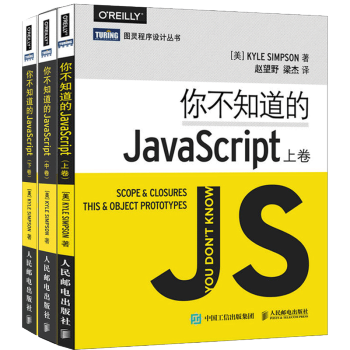 O'REILLY®
TURING 图灵程序设计丛书
[美] KYLE SIMPSON 著
赵望野 梁杰 译
你不知道的
JavaScript 上卷
SCOPE & CLOSURES
THIS & OBJECT PROTOTYPES
YOU DON'T KNOW
JS
中国工信出版集团
人民邮电出版社
O'REILLY®
TURING
你不知道的JavaScript(上卷)
[美] KYLE SIMPSON 著
人民邮电出版社
你不知道的JavaScript(中卷)
[美] KYLE SIMPSON 著
人民邮电出版社
你不知道的JavaScript(下卷)
[美] KYLE SIMPSON 著
人民邮电出版社